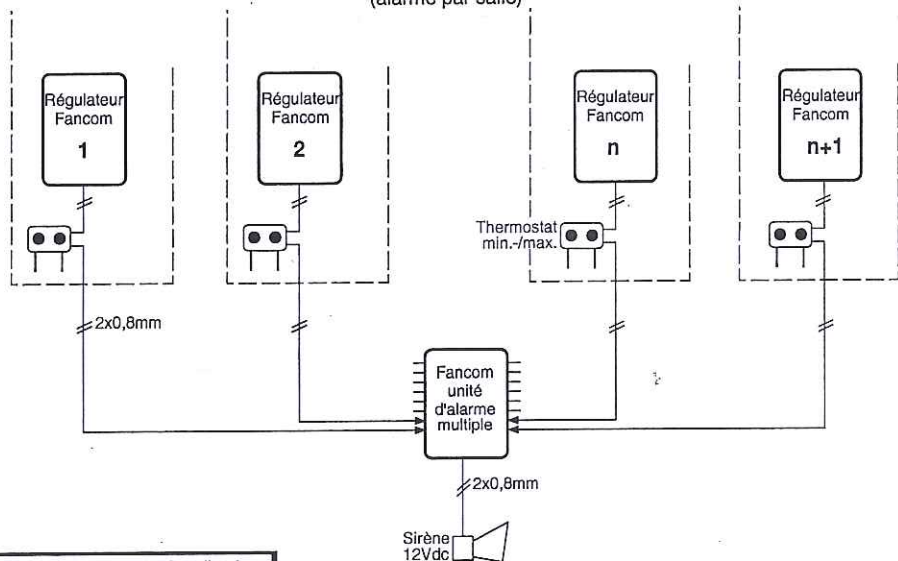 (alarme par salle)
Régulateur
Fancom
1
Régulateur
Fancom
2
Régulateur
Fancom
n
Régulateur
Fancom
n+1
Thermostat
min.-/max.
2x0,8mm
Fancom
unité
d'alarme
multiple
2x0,8mm
Sirène
12Vdc